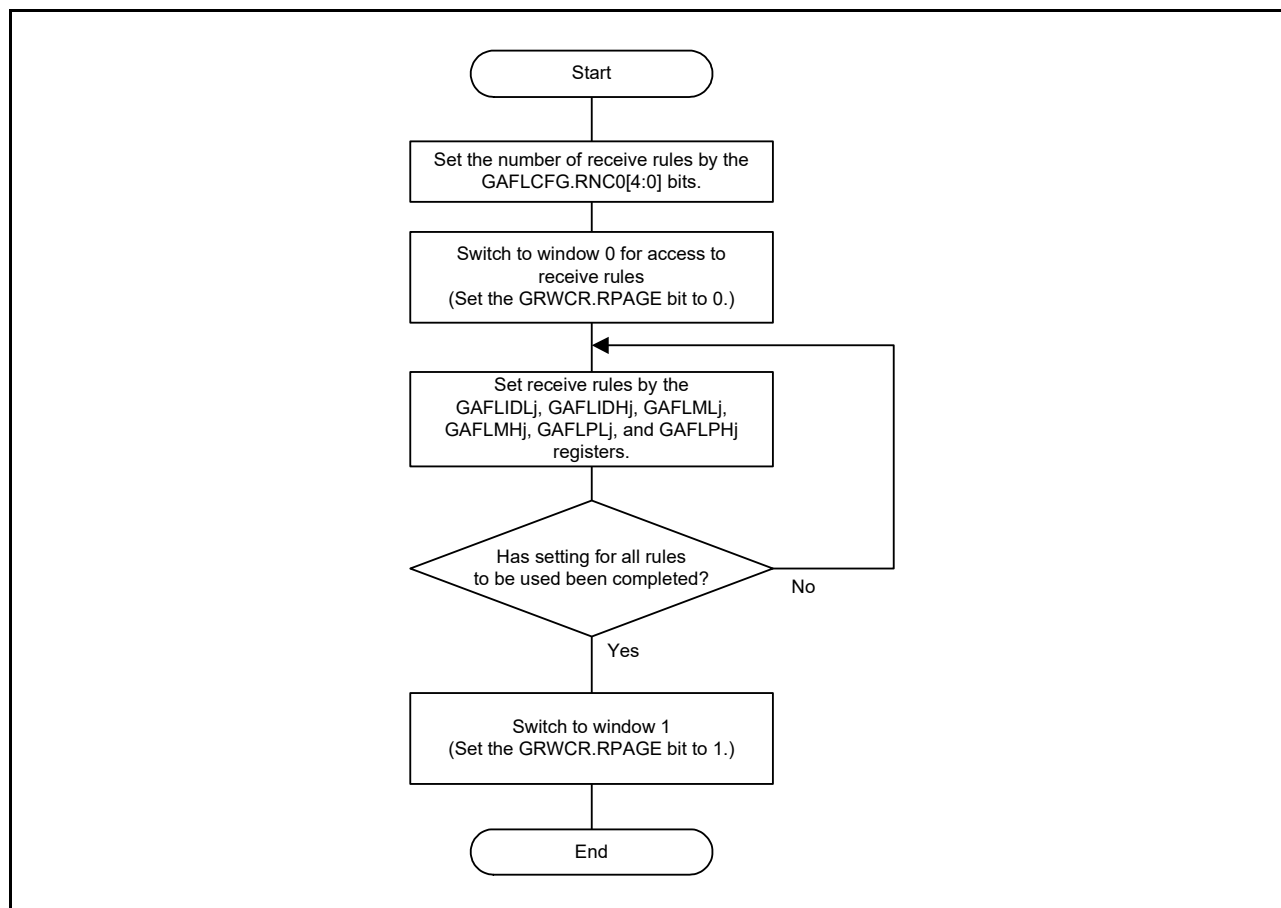 Start
Set the number of receive rules by the
GAFLCFG.RNC0[4:0] bits.
Switch to window 0 for access to
receive rules
(Set the GRWCR.RPAGE bit to 0.)
Set receive rules by the
GAFLIDLj, GAFLIDHj, GAFLMLj,
GAFLMHj, GAFLPLj, and GAFLPHj
registers.
Has setting for all rules
to be used been completed?
No
Yes
Switch to window 1
(Set the GRWCR.RPAGE bit to 1.)
End